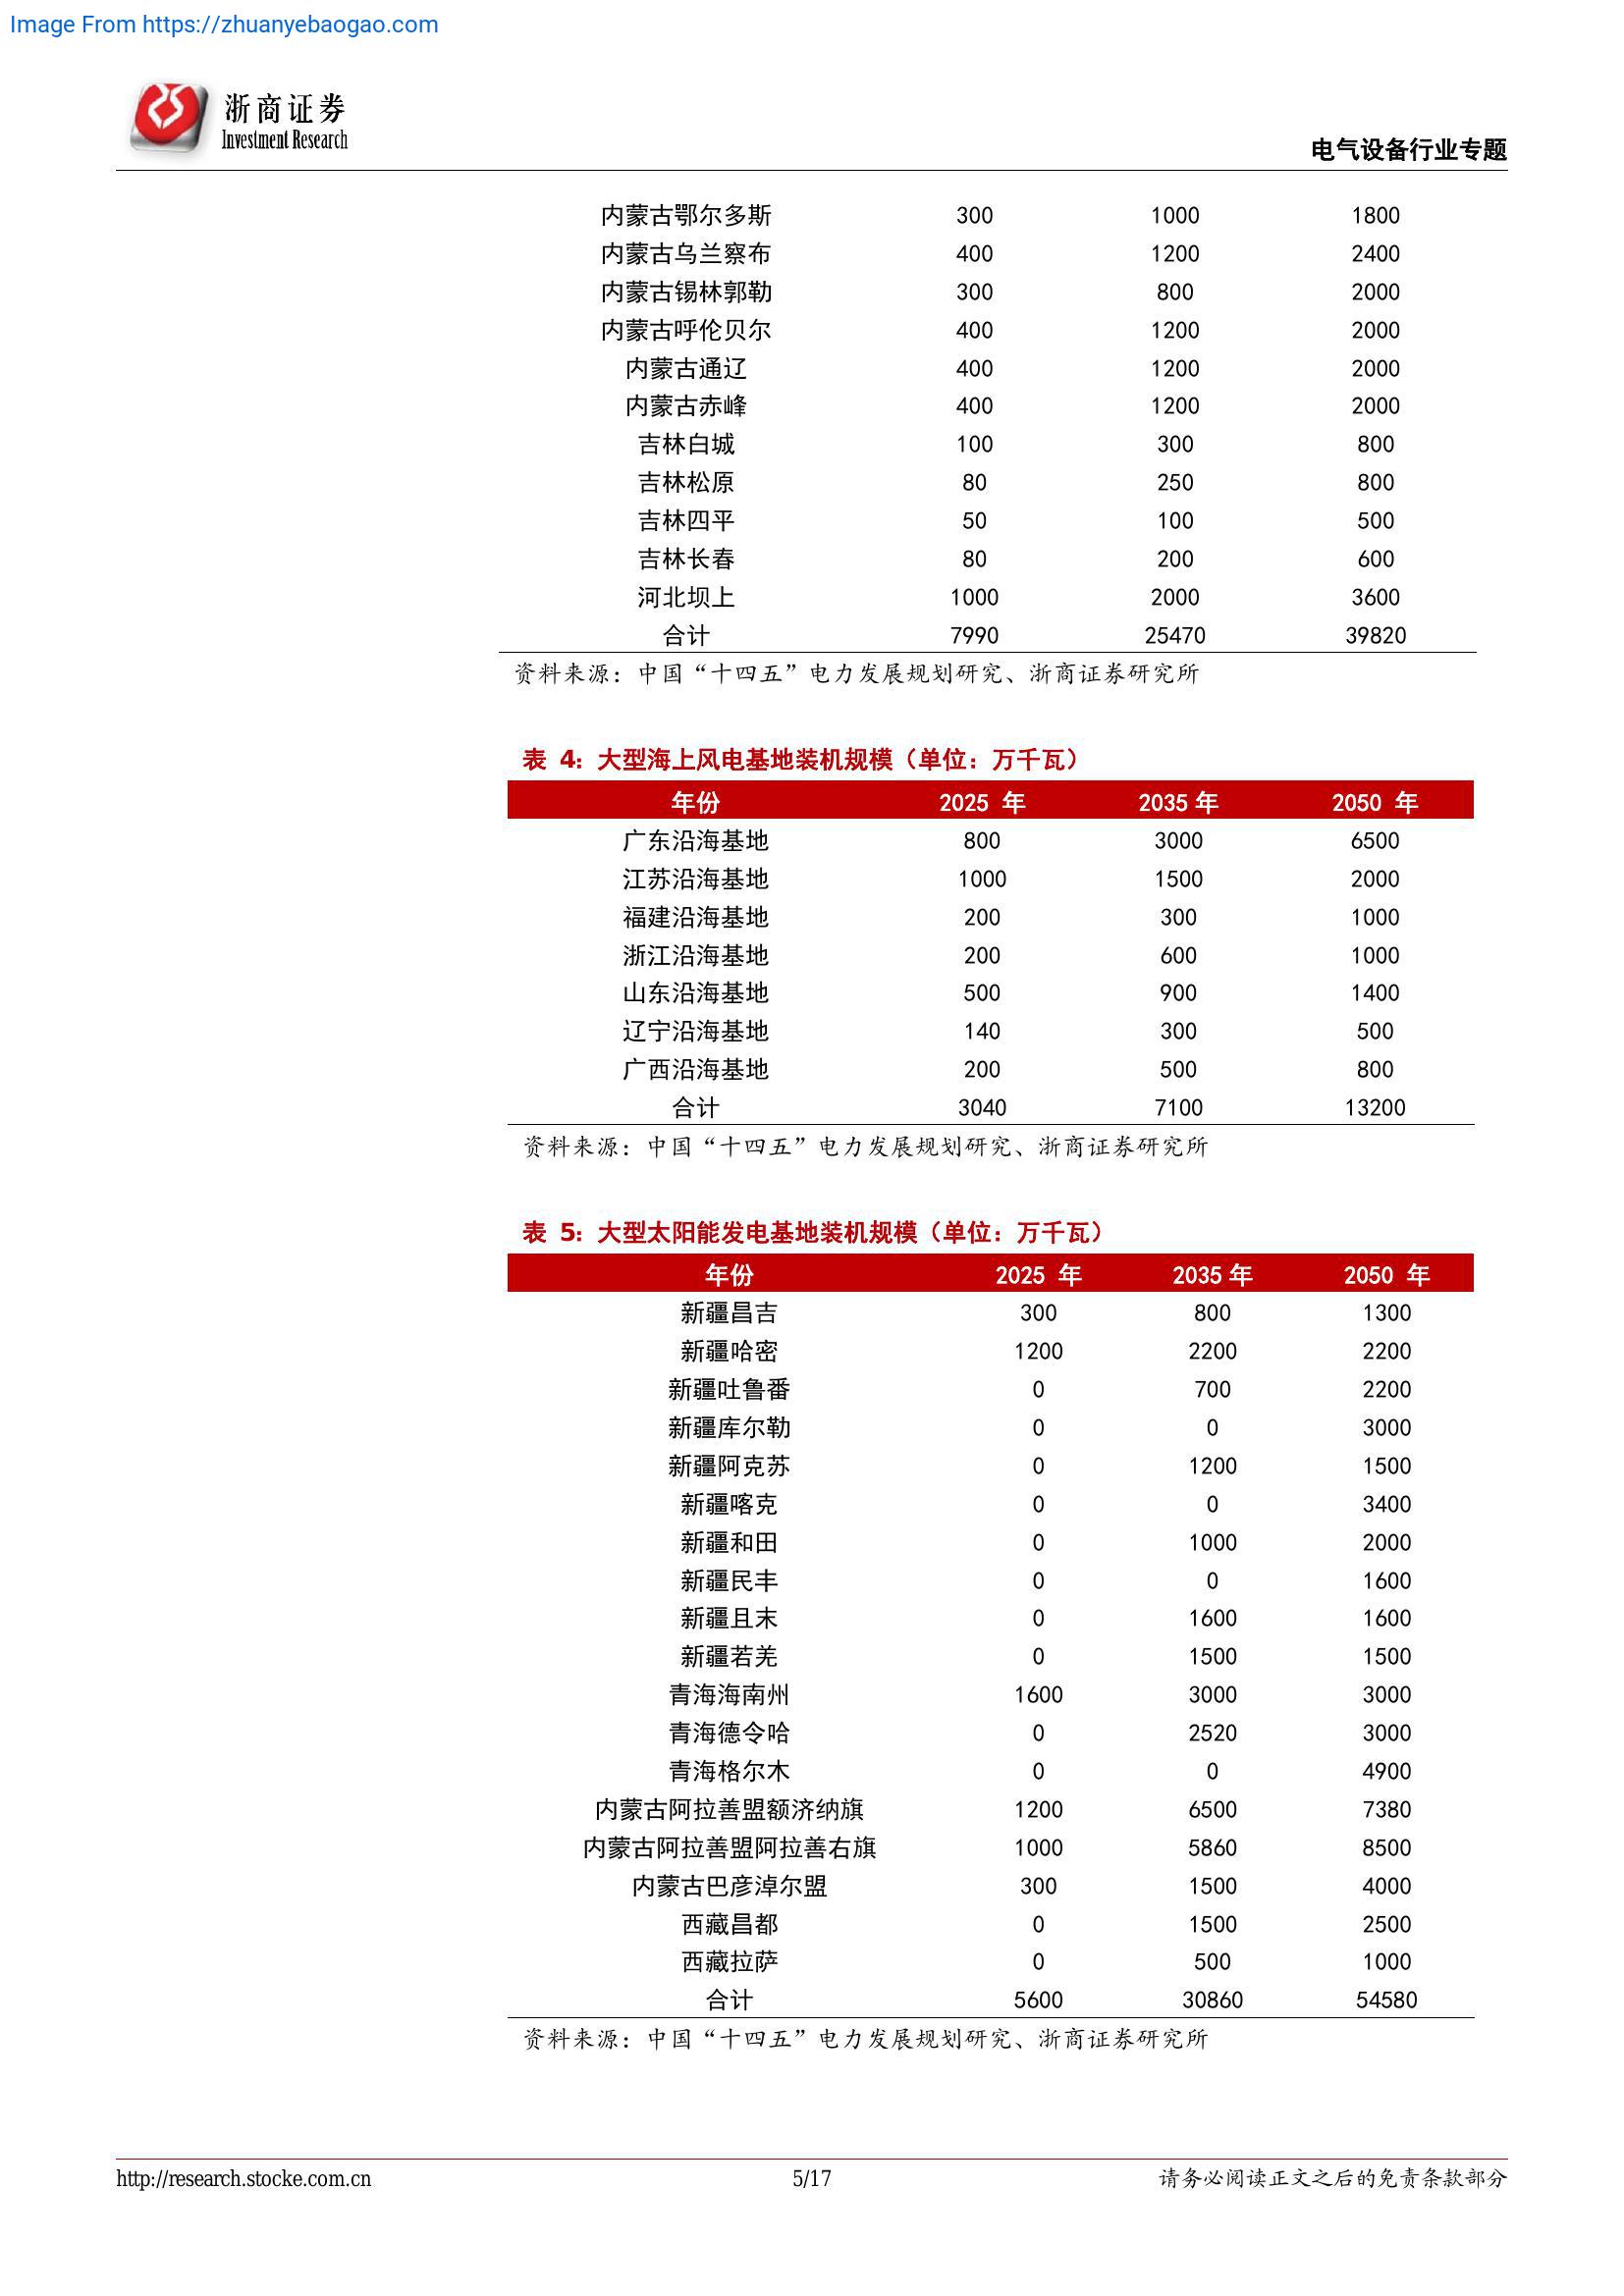 Image From https://zhuanyebaogao.com
浙商证券
Investment Research
电气设备行业专题
内蒙古鄂尔多斯 300 1000 1800
内蒙古乌兰察布 400 1200 2400
内蒙古锡林郭勒 300 800 2000
内蒙古呼伦贝尔 400 1200 2000
内蒙古通辽 400 1200 2000
内蒙古赤峰 400 1200 2000
吉林白城 100 300 800
吉林松原 80 250 800
吉林四平 50 100 500
吉林长春 80 200 600
河北坝上 1000 2000 3600
合计 7990 25470 39820
资料来源：中国“十四五”电力发展规划研究、浙商证券研究所
表 4：大型海上风电基地装机规模（单位：万千瓦）
年份 2025 年 2035 年 2050 年
广东沿海基地 800 3000 6500
江苏沿海基地 1000 1500 2000
福建沿海基地 200 300 1000
浙江沿海基地 200 600 1000
山东沿海基地 500 900 1400
辽宁沿海基地 140 300 500
广西沿海基地 200 500 800
合计 3040 7100 13200
资料来源：中国“十四五”电力发展规划研究、浙商证券研究所
表 5：大型太阳能发电基地装机规模（单位：万千瓦）
年份 2025 年 2035 年 2050 年
新疆昌吉 300 800 1300
新疆哈密 1200 2200 2200
新疆吐鲁番 0 700 2200
新疆库尔勒 0 0 3000
新疆阿克苏 0 1200 1500
新疆喀克 0 0 3400
新疆和田 0 1000 2000
新疆民丰 0 0 1600
新疆且末 0 1600 1600
新疆若羌 0 1500 1500
青海海南州 1600 3000 3000
青海德令哈 0 2520 3000
青海格尔木 0 0 4900
内蒙古阿拉善盟额济纳旗 1200 6500 7380
内蒙古阿拉善盟阿拉善右旗 1000 5860 8500
内蒙古巴彦淖尔盟 300 1500 4000
西藏昌都 0 1500 2500
西藏拉萨 0 500 1000
合计 5600 30860 54580
资料来源：中国“十四五”电力发展规划研究、浙商证券研究所
http://research.stocke.com.cn 5/17 请务必阅读正文之后的免责条款部分